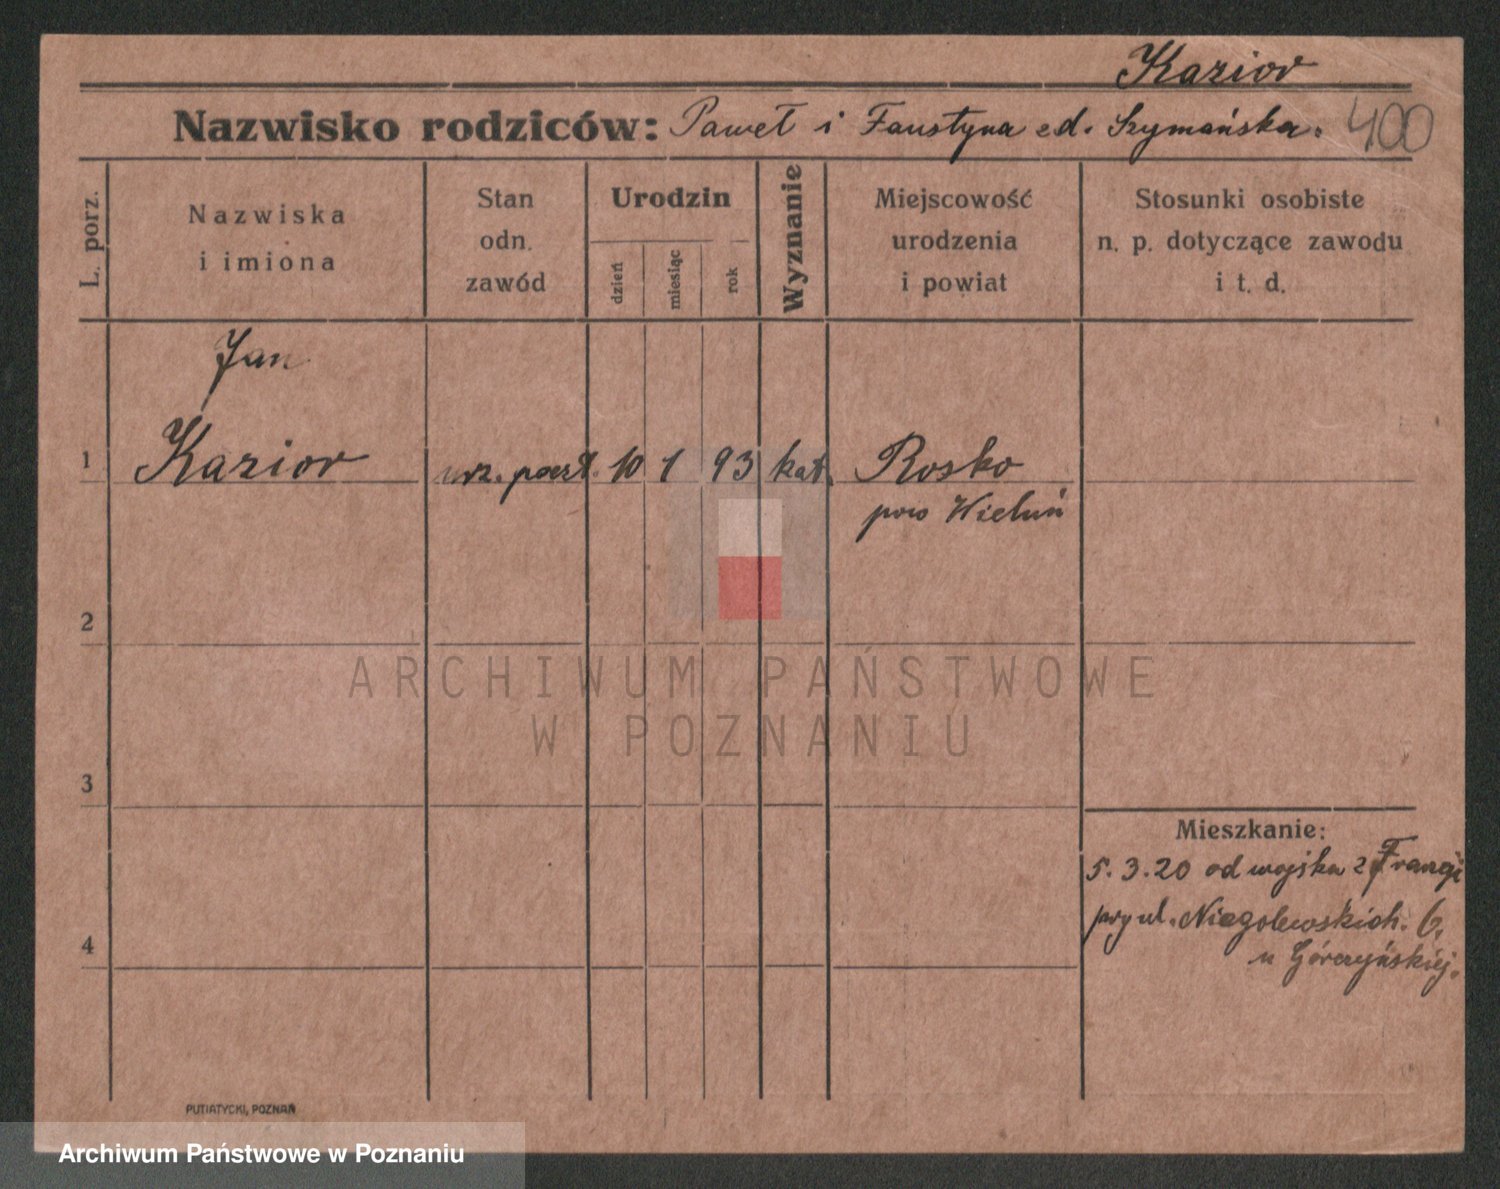 Kazior
Nazwisko rodziców: Paweł i Faustyna zd. Szymańska. 400
L. porz.
Nazwiska
i imiona
Stan
odn.
zawód
Urodzin
dzień
miesiąc
rok
Wyznanie
Miejscowość
urodzenia
i powiat
Stosunki osobiste
n. p. dotyczące zawodu
i t. d.
Jan
1 Kazior urz. poczt. 10 1 93 kat. Rosko
pow Wieluń
2
ARCHIWUM PAŃSTWOWE
W POZNANIU
3
Mieszkanie:
5.3.20 od wojska z Francji
przy ul. Niegolewskich. 6.
u Górczyńskiej.
4
PUTIATYCKI, POZNAŃ
Archiwum Państwowe w Poznaniu